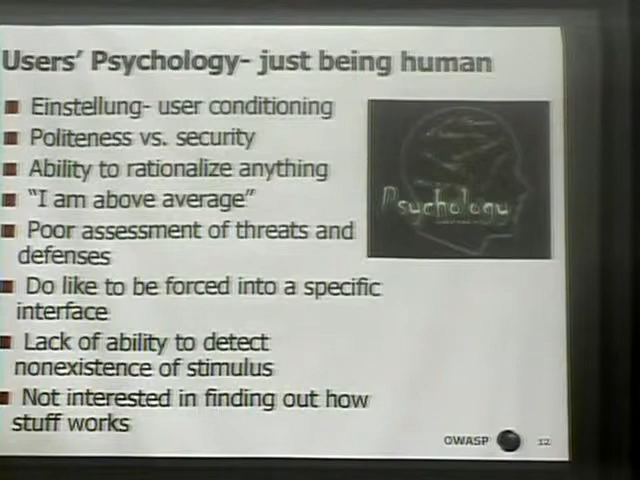 Users' Psychology- just being human
Einstellung- user conditioning
Politeness vs. security
Ability to rationalize anything
"I am above average"
Poor assessment of threats and
defenses
Do like to be forced into a specific
interface
Lack of ability to detect
nonexistence of stimulus
Not interested in finding out how
stuff works
Psychology
OWASP
12